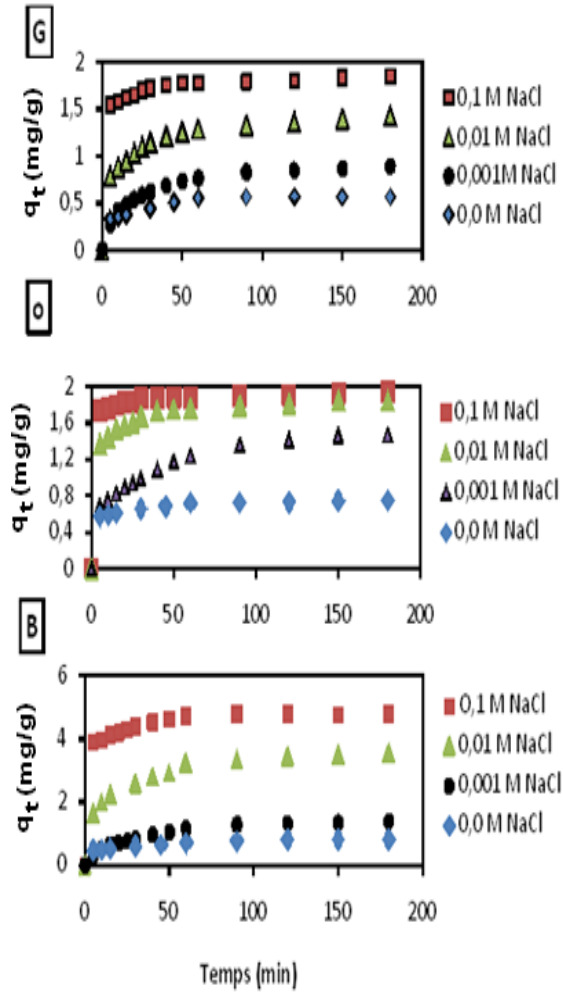 G
2
1,5
1
0,5
0
0 50 100 150 200
qt (mg/g)
0,1 M NaCl
0,01 M NaCl
0,001M NaCl
0,0 M NaCl
o
2
1,6
1,2
0,8
0,4
0
0 50 100 150 200
qt (mg/g)
0,1 M NaCl
0,01 M NaCl
0,001 M NaCl
0,0 M NaCl
B
6
4
2
0
0 50 100 150 200
qt (mg/g)
0,1 M NaCl
0,01 M NaCl
0,001 M NaCl
0,0 M NaCl
Temps (min)